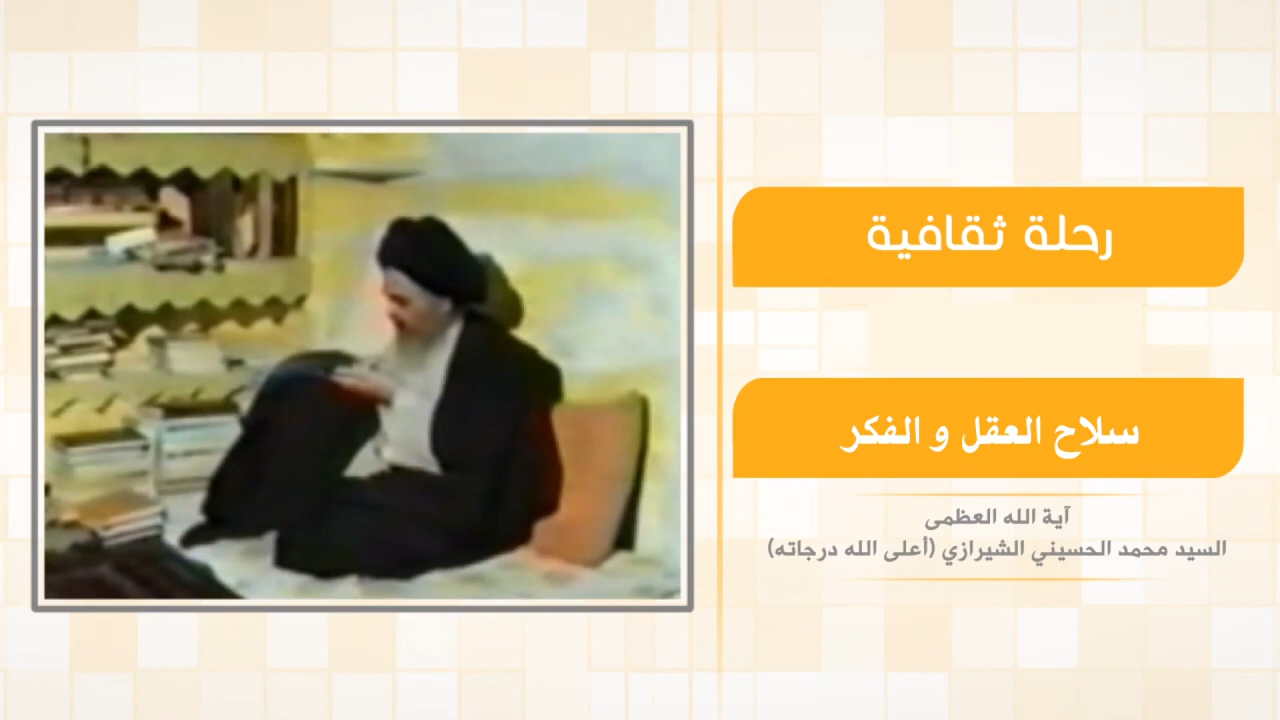 رحلة ثقافية
سلاح العقل و الفكر
آية الله العظمى
السيد محمد الحسيني الشيرازي (أعلى الله درجاته)